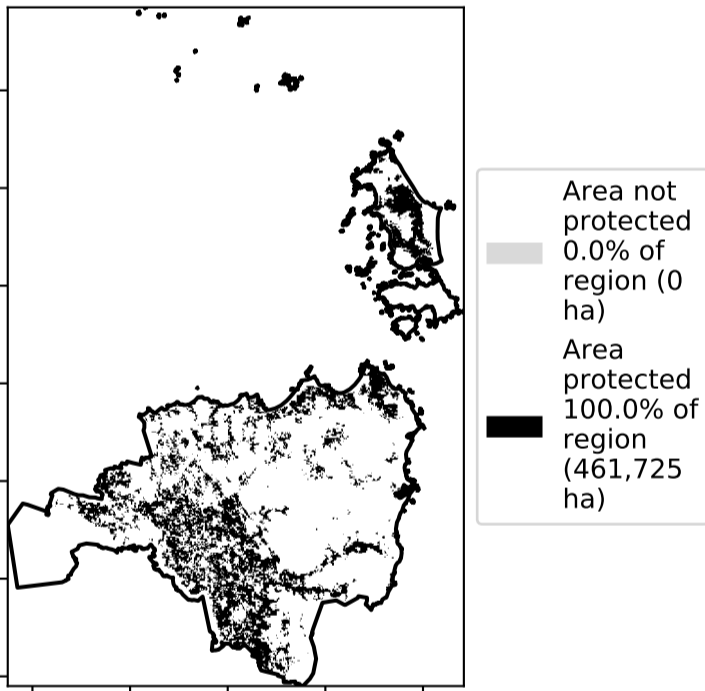 Area not
protected
0.0% of
region (0
ha)
Area
protected
100.0% of
region
(461,725
ha)